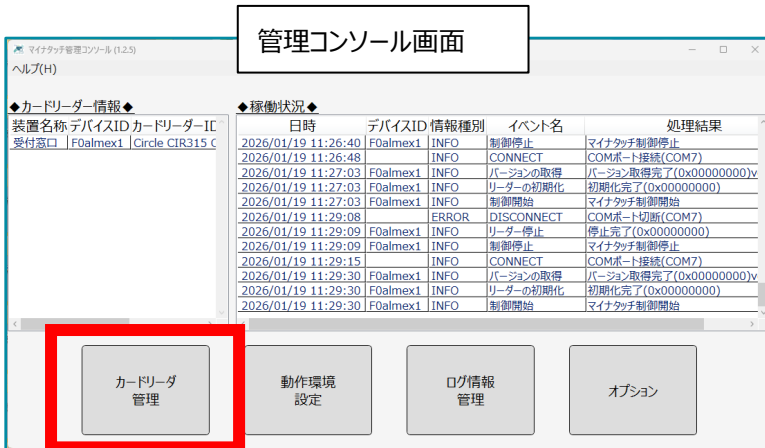 管理コンソール画面
マイナタッチ管理コンソール (1.2.5)
ヘルプ(H)
◆カードリーダー情報◆
装置名称 デバイスID カードリーダーID
受付窓口 F0almex1 Circle CIR315 C
◆稼働状況◆
日時 デバイスID 情報種別 イベント名 処理結果
2026/01/19 11:26:40 F0almex1 INFO 制御停止 マイナタッチ制御停止
2026/01/19 11:26:48 INFO CONNECT COMポート接続(COM7)
2026/01/19 11:27:03 F0almex1 INFO バージョンの取得 バージョン取得完了(0x00000000)v
2026/01/19 11:27:03 F0almex1 INFO リーダーの初期化 初期化完了(0x00000000)
2026/01/19 11:27:03 F0almex1 INFO 制御開始 マイナタッチ制御開始
2026/01/19 11:29:08 ERROR DISCONNECT COMポート切断(COM7)
2026/01/19 11:29:09 F0almex1 INFO リーダー停止 停止完了(0x00000000)
2026/01/19 11:29:09 F0almex1 INFO 制御停止 マイナタッチ制御停止
2026/01/19 11:29:15 INFO CONNECT COMポート接続(COM7)
2026/01/19 11:29:30 F0almex1 INFO バージョンの取得 バージョン取得完了(0x00000000)v
2026/01/19 11:29:30 F0almex1 INFO リーダーの初期化 初期化完了(0x00000000)
2026/01/19 11:29:30 F0almex1 INFO 制御開始 マイナタッチ制御開始
カードリーダ
管理
動作環境
設定
ログ情報
管理
オプション